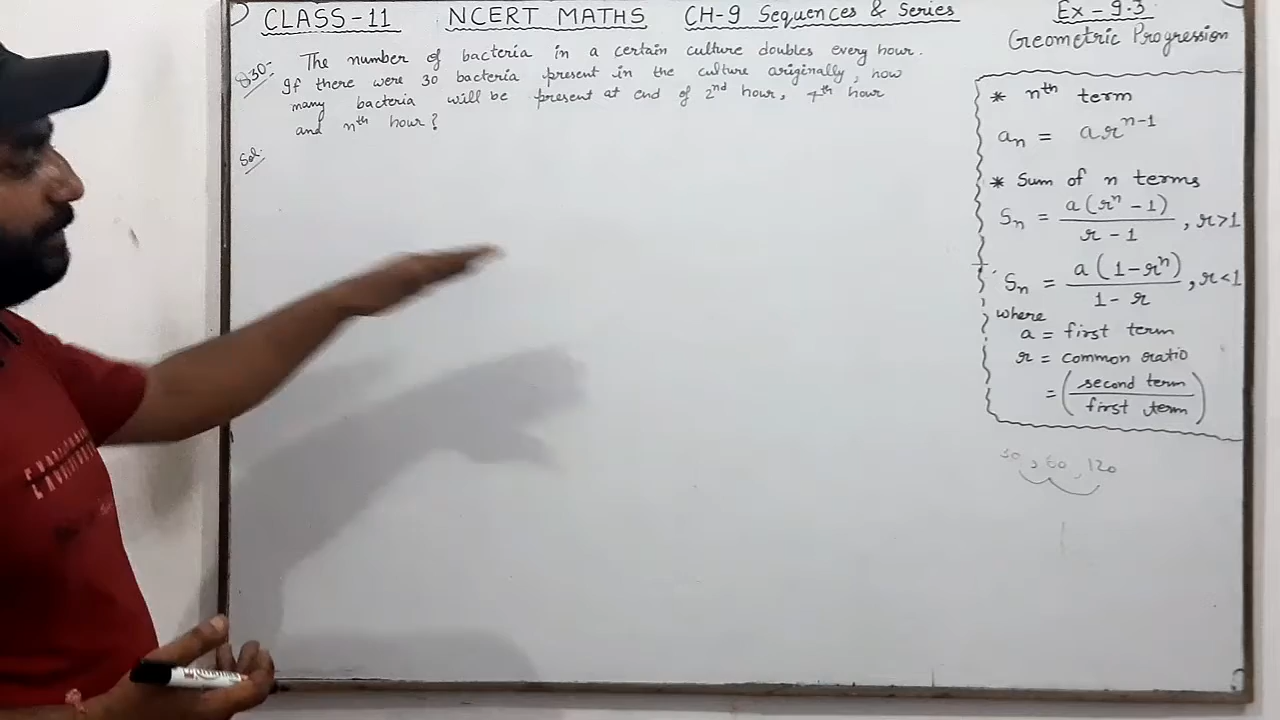 CLASS-11 NCERT MATHS CH-9 Sequences & Series Ex - 9.3
Geometric Progression
Q30- The number of bacteria in a certain culture doubles every hour.
If there were 30 bacteria present in the culture originally, how
many bacteria will be present at end of 2nd hour, 4th hour
and nth hour?
Sol.
* nth term
aₙ = arⁿ⁻¹
* Sum of n terms
Sₙ = a(rⁿ - 1) / r - 1 , r>1
Sₙ = a(1-rⁿ) / 1 - r , r<1
where
a = first term
r = common ratio
= (second term / first term)
30, 60, 120